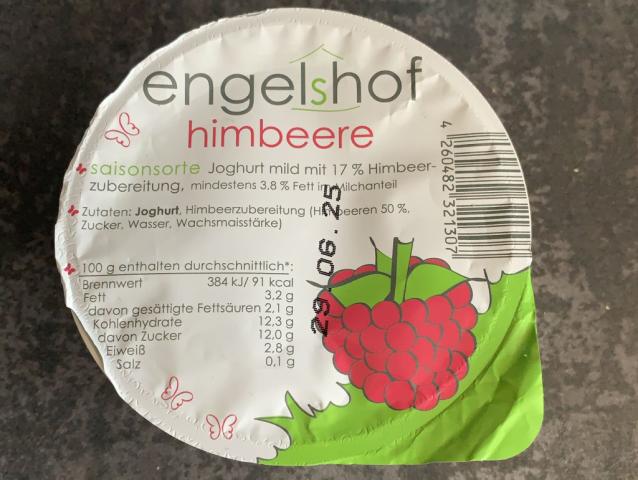 engelshof
himbeere
saisonsorte Joghurt mild mit 17 % Himbeer-
zubereitung, mindestens 3,8 % Fett im Milchanteil
Zutaten: Joghurt, Himbeerzubereitung (Himbeeren 50 %,
Zucker, Wasser, Wachsmaisstärke)
100 g enthalten durchschnittlich*:
Brennwert 384 kJ/ 91 kcal
Fett 3,2 g
davon gesättigte Fettsäuren 2,1 g
Kohlenhydrate 12,3 g
davon Zucker 12,0 g
Eiweiß 2,8 g
Salz 0,1 g
29.06.25
4 260482 321307